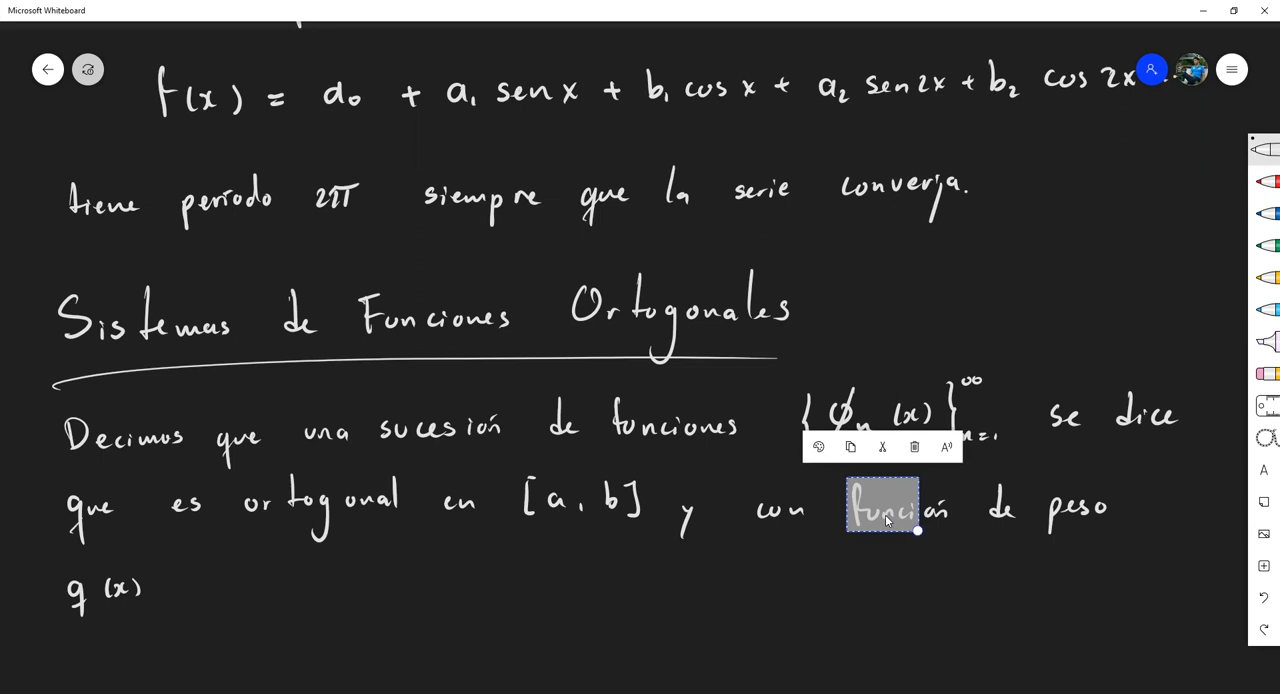 Microsoft Whiteboard
f(x) = a₀ + a₁ sen x + b₁ cos x + a₂ sen 2x + b₂ cos 2x ...
tiene período 2π siempre que la serie converja.
Sistemas de Funciones Ortogonales
Decimos que una sucesión de funciones {ϕₙ(x)}ₙ₌₁^∞ se dice
que es ortogonal en [a, b] y con función de peso
q(x)
A